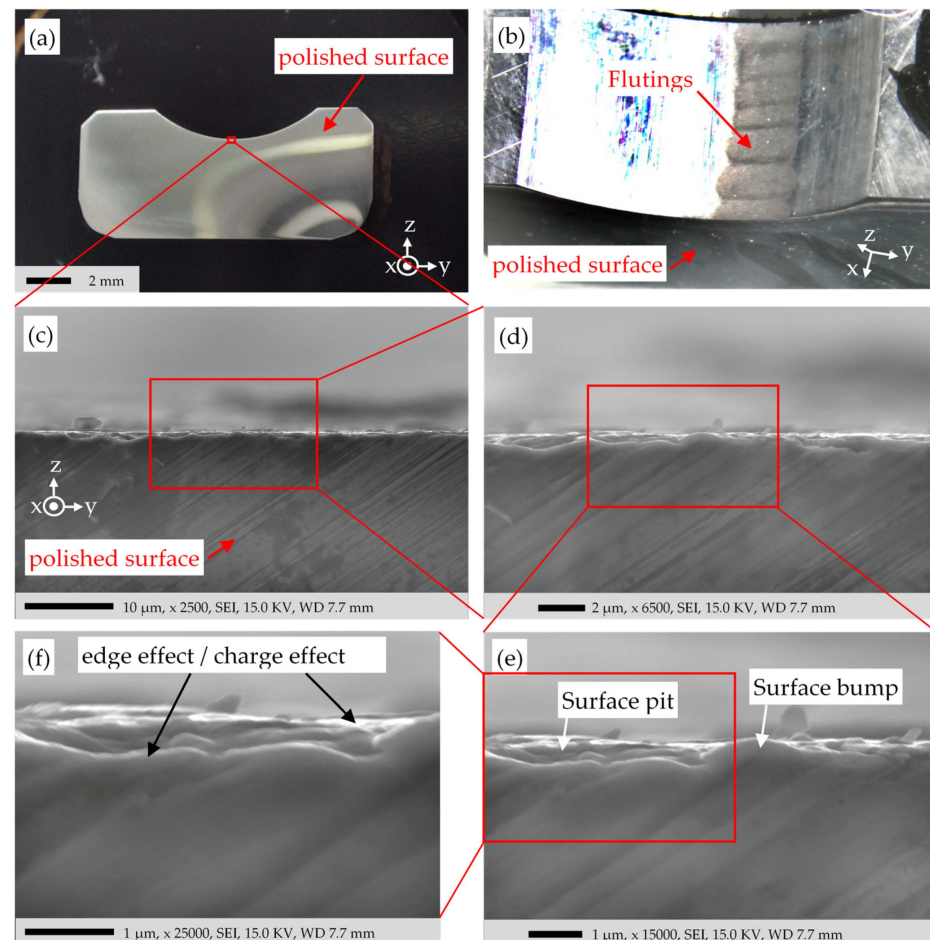 (a)
polished surface
z
x
y
2 mm
(b)
Flutings
polished surface
z
y
x
(c)
z
x
y
polished surface
10 μm, x 2500, SEI, 15.0 KV, WD 7.7 mm
(d)
2 μm, x 6500, SEI, 15.0 KV, WD 7.7 mm
(f)
edge effect / charge effect
1 μm, x 25000, SEI, 15.0 KV, WD 7.7 mm
(e)
Surface pit
Surface bump
1 μm, x 15000, SEI, 15.0 KV, WD 7.7 mm